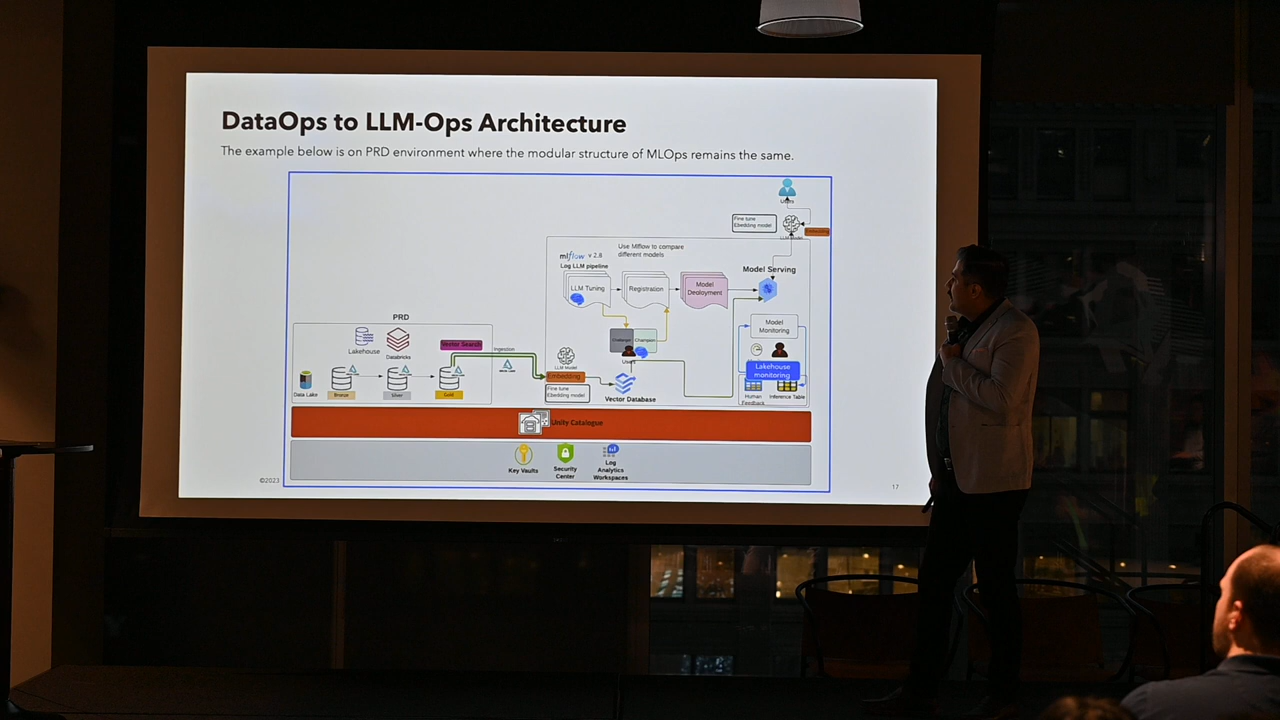 DataOps to LLM-Ops Architecture
The example below is on PRD environment where the modular structure of MLOps remains the same.
Users
Fine tune
Ebedding model
LLM Model
Embedding
Use Mlflow to compare
different models
mlflow v 2.8
Log LLM pipeline
LLM Tuning
Registration
Model
Deployment
Model Serving
Challenger
Champion
Users
Model
Monitoring
Lakehouse
monitoring
Human
Feedback
Inference Table
PRD
Lakehouse
Databricks
Vector Search
Ingestion
Data Lake
Bronze
Silver
Gold
LLM Model
Embedding
Fine tune
Ebedding model
Vector Database
Unity Catalogue
Key Vaults
Security
Center
Log
Analytics
Workspaces
©2023
17